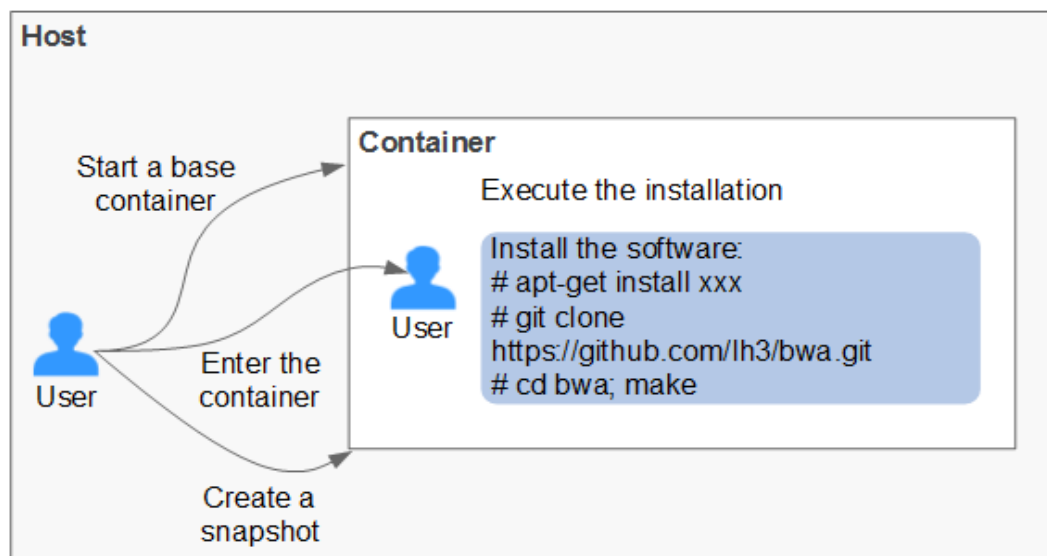 Host
Container
Start a base
container
Execute the installation
Install the software:
# apt-get install xxx
# git clone
https://github.com/lh3/bwa.git
# cd bwa; make
User
User
Enter the
container
Create a
snapshot